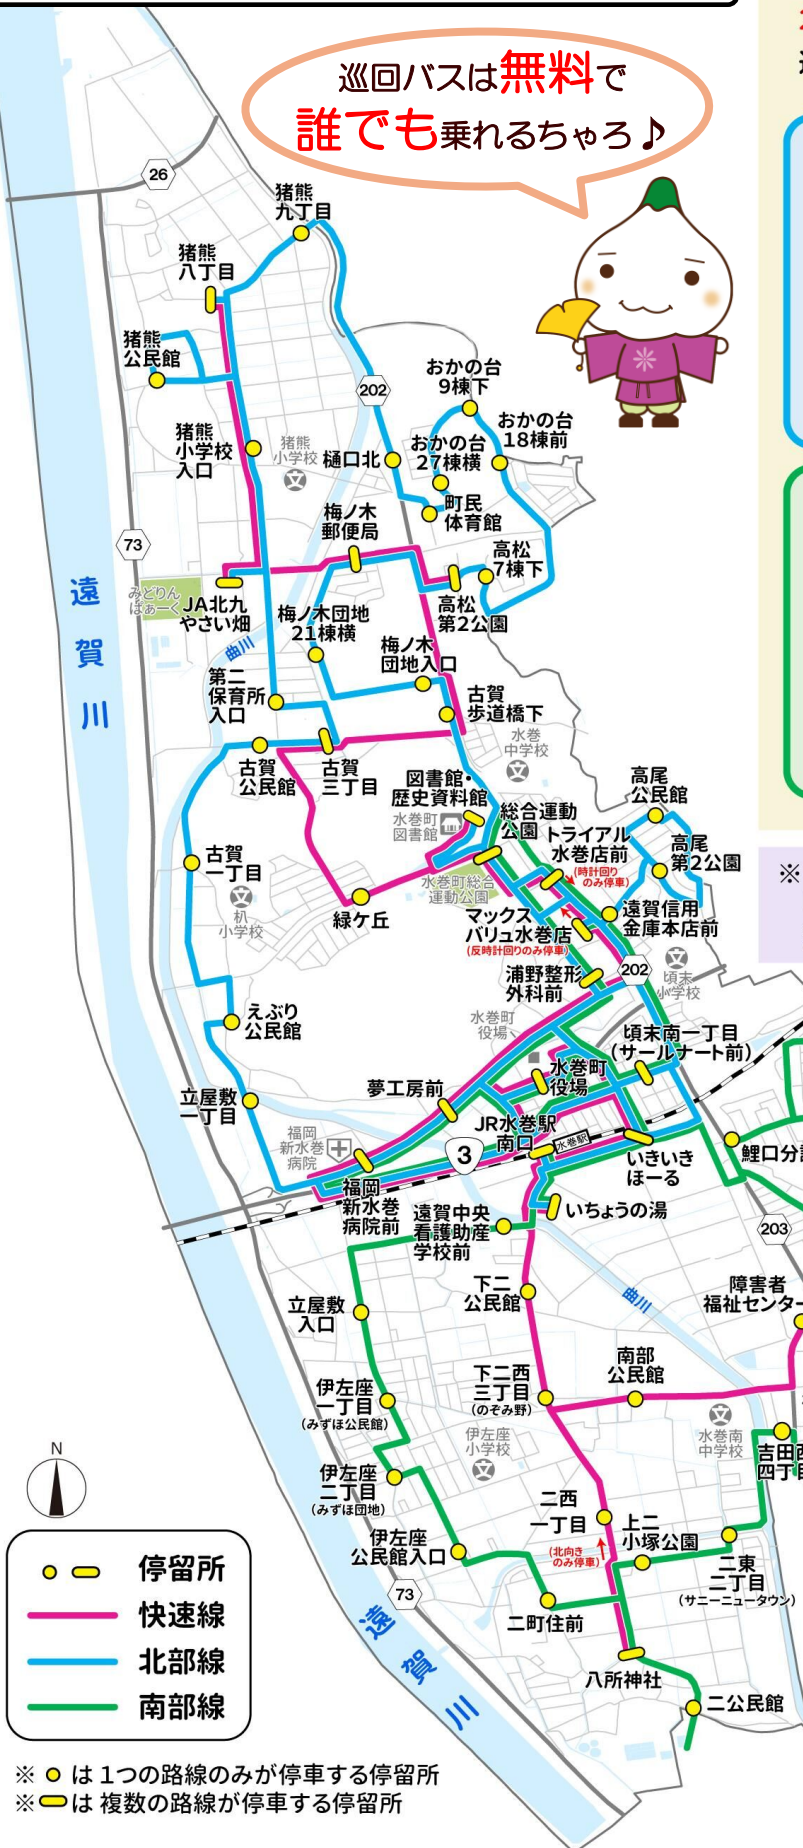 巡回バスは無料で
誰でも乗れるちゃろ♪
26
猪熊
九丁目
猪熊
八丁目
猪熊
公民館
202
おかの台
9棟下
おかの台
18棟前
おかの台
27棟横
猪熊
小学校
入口
猪熊
小学校
樋口北
町民
体育館
梅ノ木
郵便局
73
高松
7棟下
遠賀川
みどりん
ぱぁーく
JA北九
やさい畑
高松
第2公園
梅ノ木団地
21棟横
曲川
梅ノ木
団地入口
第二
保育所
入口
古賀
歩道橋下
水巻
中学校
古賀
公民館
古賀
三丁目
図書館・
歴史資料館
水巻町
図書館
総合運動
公園
高尾
公民館
トライアル
水巻店前
(時計回り
のみ停車)
高尾
第2公園
古賀
一丁目
杁
小学校
水巻町総合
運動公園
緑ケ丘
マックス
バリュ水巻店
(反時計回りのみ停車)
遠賀信用
金庫本店前
浦野整形
外科前
202
頃末
小学校
えぶり
公民館
水巻町
役場
頃末南一丁目
(サールナート前)
水巻町
役場
夢工房前
立屋敷
一丁目
JR水巻駅
南口
水巻駅
福岡
新水巻
病院
3
いきいき
ほーる
鯉口分
福岡
新水巻
病院前
遠賀中央
看護助産
学校前
いちょうの湯
203
下二
公民館
曲川
障害者
福祉センター
立屋敷
入口
南部
公民館
下二西
三丁目
(のぞみ野)
伊左座
一丁目
(みずほ公民館)
伊左座
小学校
水巻南
中学校
吉田西
四丁目
伊左座
二丁目
(みずほ団地)
二西
一丁目
(北向き
のみ停車)
上二
小塚公園
伊左座
公民館入口
二東
二丁目
(サニーニュータウン)
73
二町住前
遠賀川
八所神社
二公民館
N
停留所
快速線
北部線
南部線
※ は 1つの路線のみが停車する停留所
※ は 複数の路線が停車する停留所
※